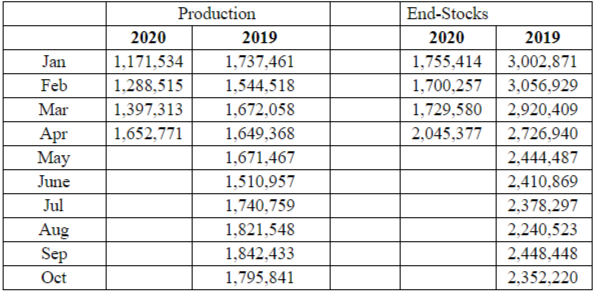 Production End-Stocks
2020 2019 2020 2019
Jan 1,171,534 1,737,461 1,755,414 3,002,871
Feb 1,288,515 1,544,518 1,700,257 3,056,929
Mar 1,397,313 1,672,058 1,729,580 2,920,409
Apr 1,652,771 1,649,368 2,045,377 2,726,940
May 1,671,467 2,444,487
June 1,510,957 2,410,869
Jul 1,740,759 2,378,297
Aug 1,821,548 2,240,523
Sep 1,842,433 2,448,448
Oct 1,795,841 2,352,220